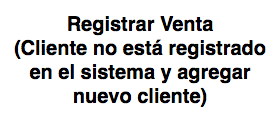 Registrar Venta
(Cliente no está registrado
en el sistema y agregar
nuevo cliente)